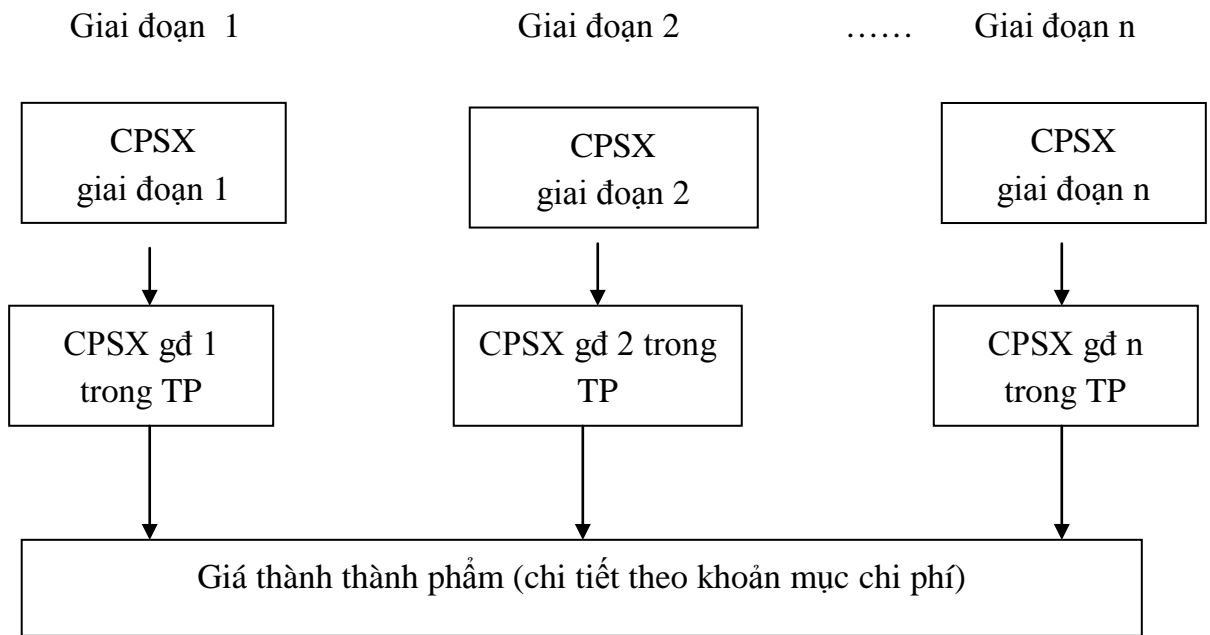 Giai đoạn 1 Giai đoạn 2 …… Giai đoạn n
CPSX
giai đoạn 1
CPSX
giai đoạn 2
CPSX
giai đoạn n
CPSX gđ 1
trong TP
CPSX gđ 2 trong
TP
CPSX gđ n
trong TP
Giá thành thành phẩm (chi tiết theo khoản mục chi phí)